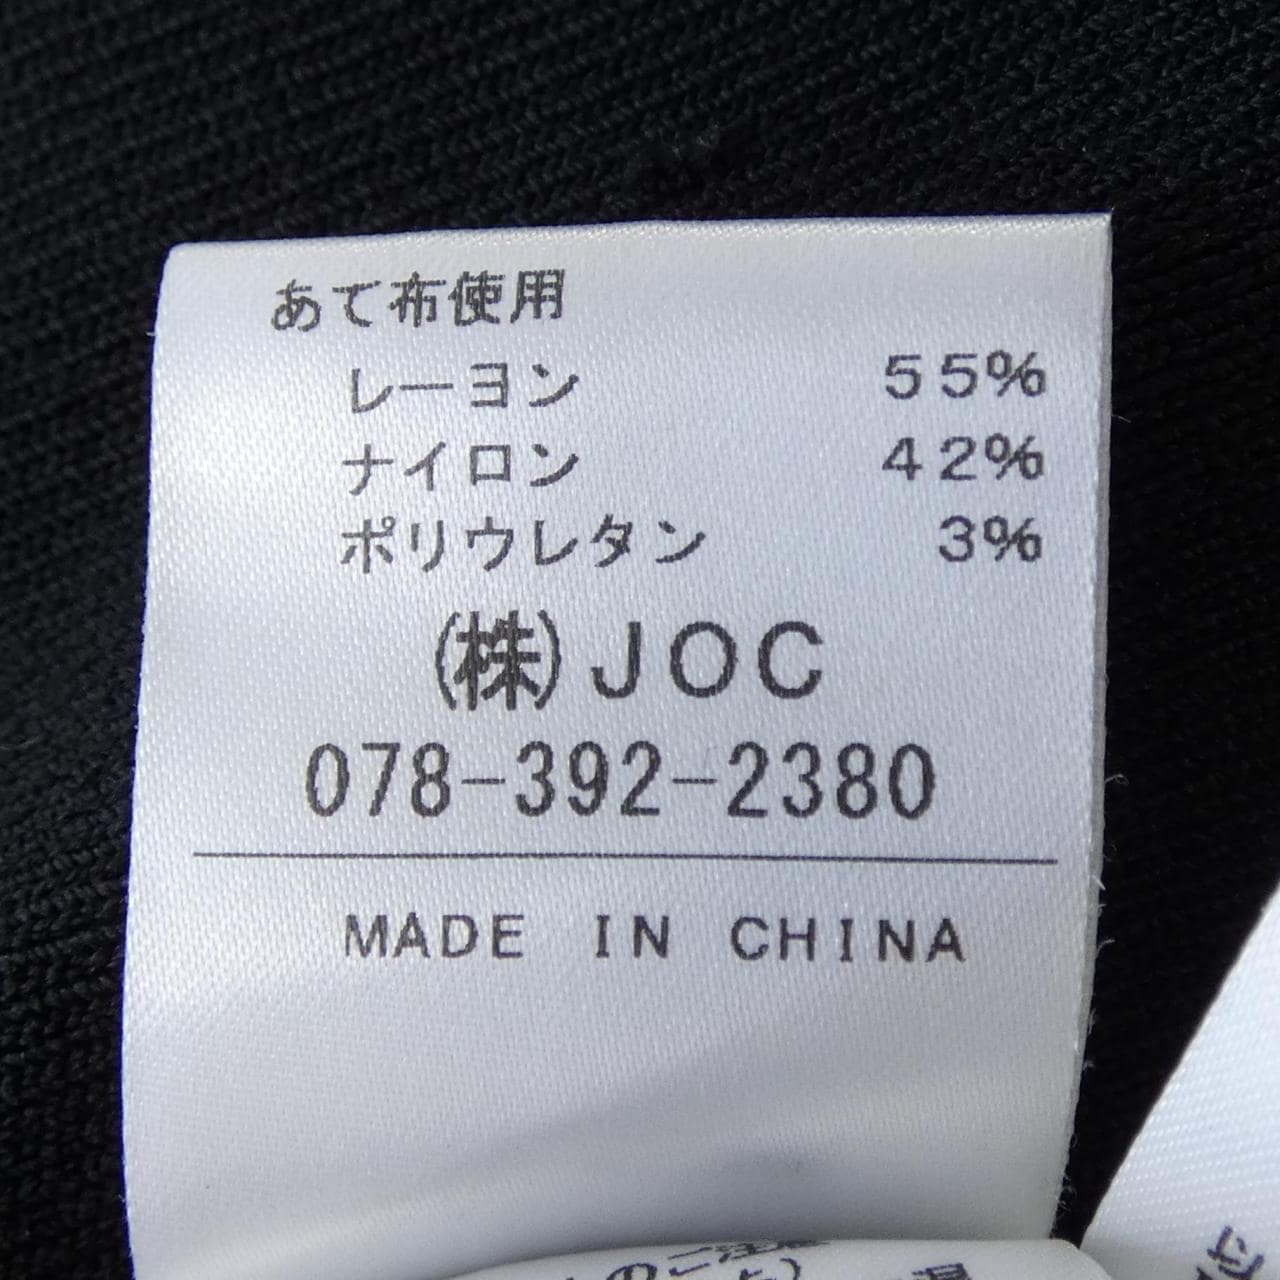 あて布使用
レーヨン 55%
ナイロン 42%
ポリウレタン 3%
(株)JOC
078-392-2380
MADE IN CHINA